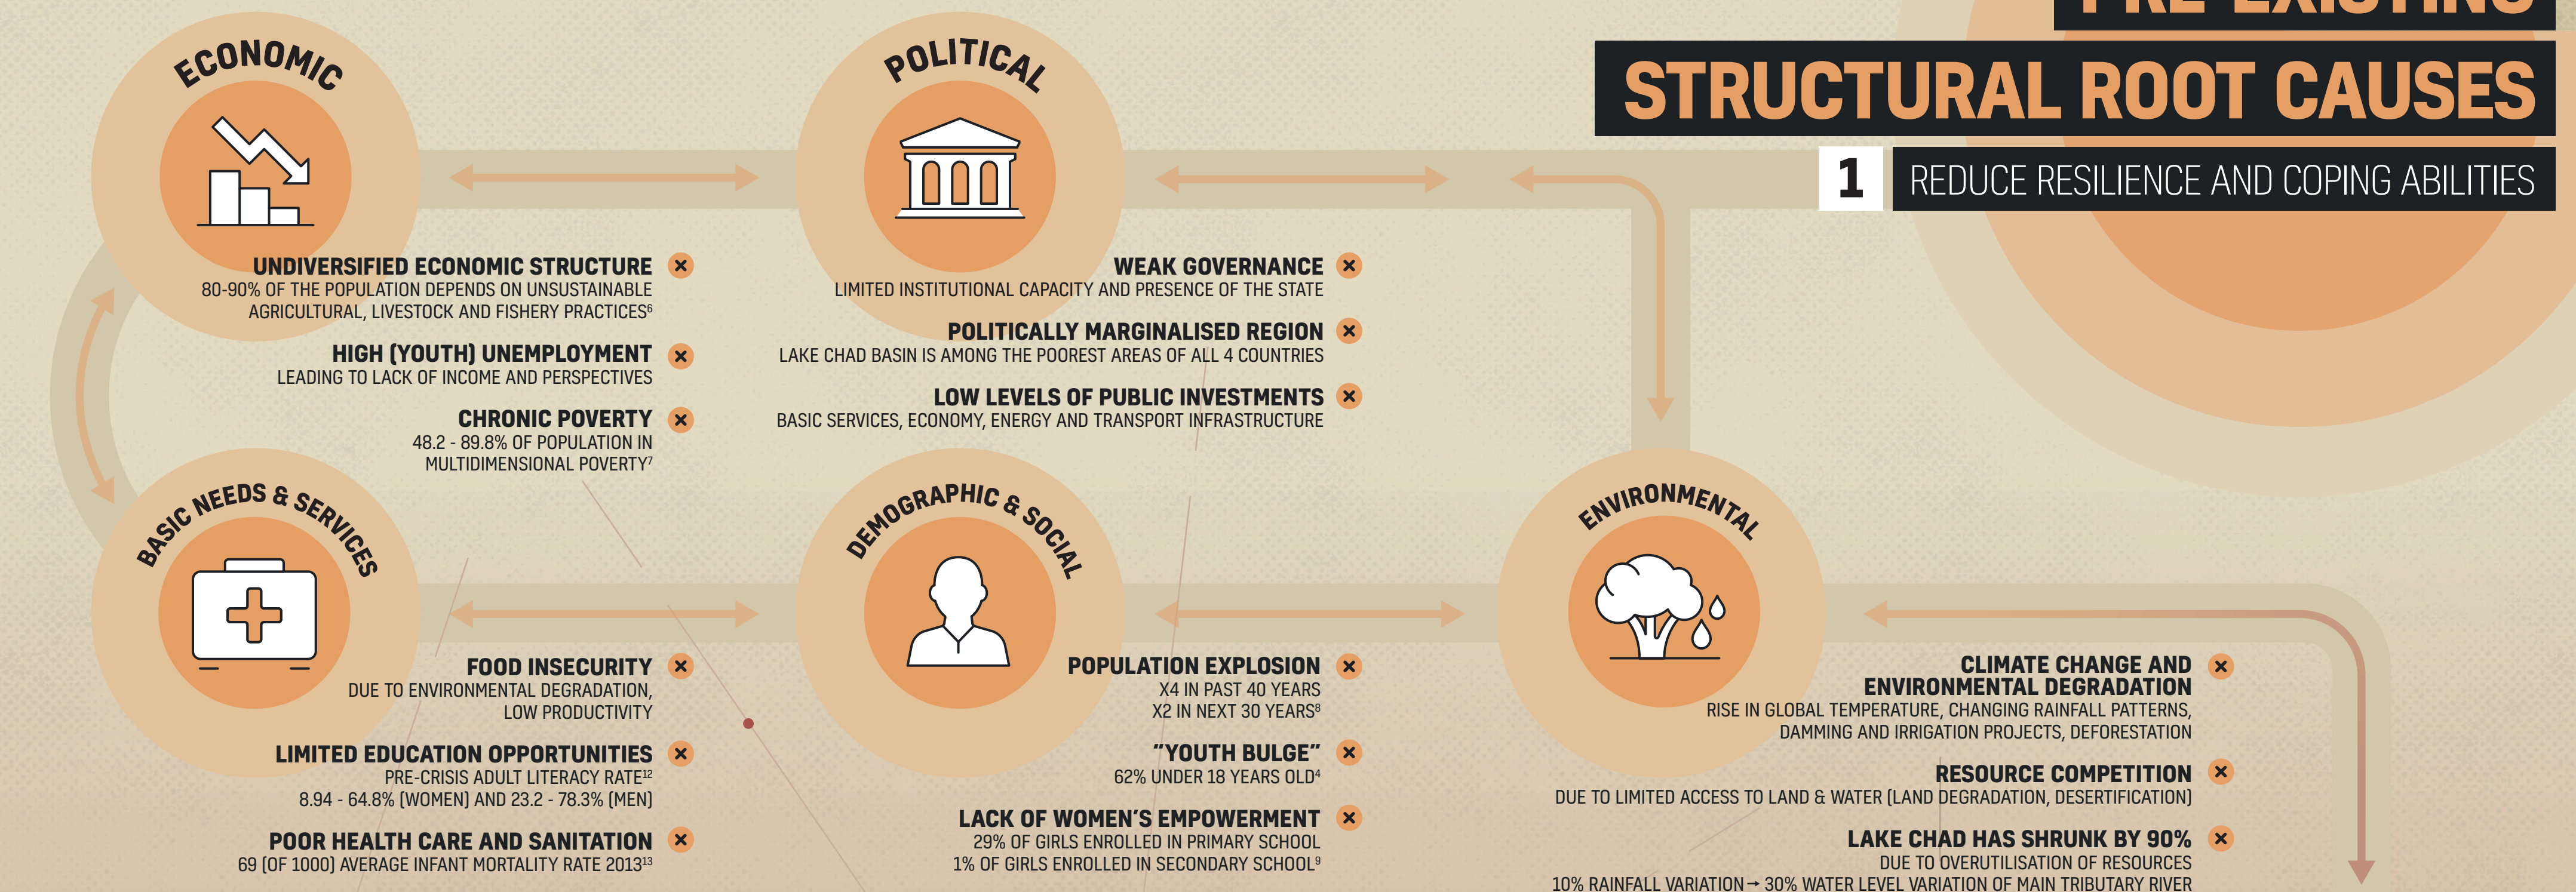 PRE-EXISTING
STRUCTURAL ROOT CAUSES
1 REDUCE RESILIENCE AND COPING ABILITIES
ECONOMIC
UNDIVERSIFIED ECONOMIC STRUCTURE
80-90% OF THE POPULATION DEPENDS ON UNSUSTAINABLE
AGRICULTURAL, LIVESTOCK AND FISHERY PRACTICES⁶
HIGH (YOUTH) UNEMPLOYMENT
LEADING TO LACK OF INCOME AND PERSPECTIVES
CHRONIC POVERTY
48.2 - 89.8% OF POPULATION IN
MULTIDIMENSIONAL POVERTY⁷
POLITICAL
WEAK GOVERNANCE
LIMITED INSTITUTIONAL CAPACITY AND PRESENCE OF THE STATE
POLITICALLY MARGINALISED REGION
LAKE CHAD BASIN IS AMONG THE POOREST AREAS OF ALL 4 COUNTRIES
LOW LEVELS OF PUBLIC INVESTMENTS
BASIC SERVICES, ECONOMY, ENERGY AND TRANSPORT INFRASTRUCTURE
BASIC NEEDS & SERVICES
FOOD INSECURITY
DUE TO ENVIRONMENTAL DEGRADATION,
LOW PRODUCTIVITY
LIMITED EDUCATION OPPORTUNITIES
PRE-CRISIS ADULT LITERACY RATE¹²
8.94 - 64.8% (WOMEN) AND 23.2 - 78.3% (MEN)
POOR HEALTH CARE AND SANITATION
69 (OF 1000) AVERAGE INFANT MORTALITY RATE 2013¹³
DEMOGRAPHIC & SOCIAL
POPULATION EXPLOSION
X4 IN PAST 40 YEARS
X2 IN NEXT 30 YEARS⁸
"YOUTH BULGE"
62% UNDER 18 YEARS OLD⁴
LACK OF WOMEN'S EMPOWERMENT
29% OF GIRLS ENROLLED IN PRIMARY SCHOOL
1% OF GIRLS ENROLLED IN SECONDARY SCHOOL⁹
ENVIRONMENTAL
CLIMATE CHANGE AND
ENVIRONMENTAL DEGRADATION
RISE IN GLOBAL TEMPERATURE, CHANGING RAINFALL PATTERNS,
DAMMING AND IRRIGATION PROJECTS, DEFORESTATION
RESOURCE COMPETITION
DUE TO LIMITED ACCESS TO LAND & WATER (LAND DEGRADATION, DESERTIFICATION)
LAKE CHAD HAS SHRUNK BY 90%
DUE TO OVERUTILISATION OF RESOURCES
10% RAINFALL VARIATION → 30% WATER LEVEL VARIATION OF MAIN TRIBUTARY RIVER